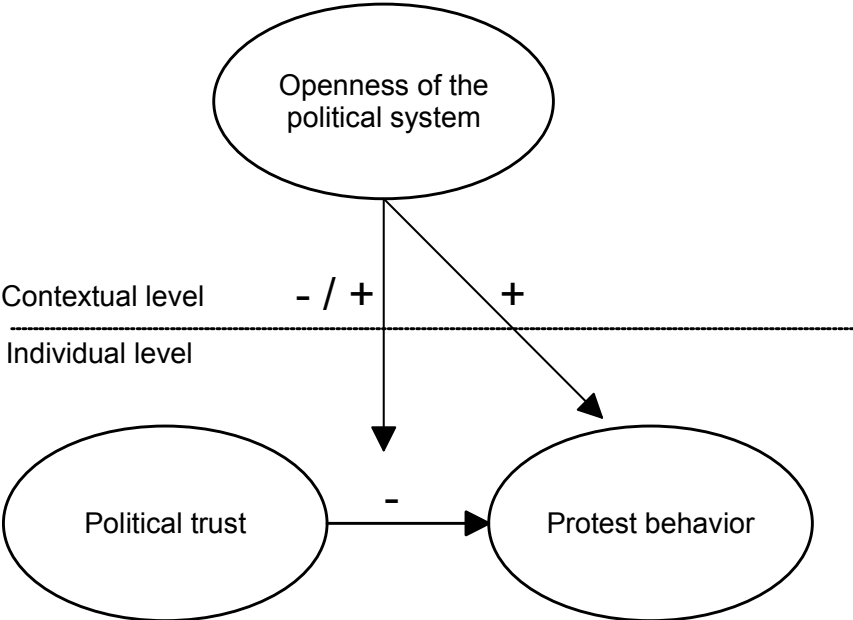 Openness of the
political system
Contextual level
- / +
+
Individual level
Political trust
-
Protest behavior